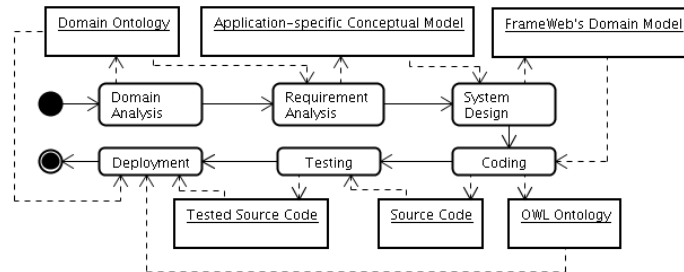 Domain Ontology
Application-specific Conceptual Model
FrameWeb's Domain Model
Domain
Analysis
Requirement
Analysis
System
Design
Deployment
Testing
Coding
Tested Source Code
Source Code
OWL Ontology